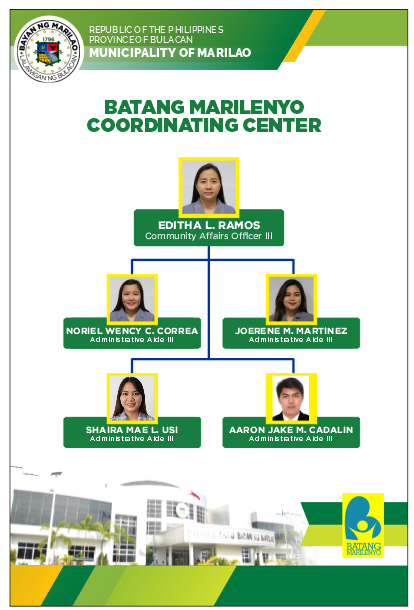 BAYAN NG MARILAO
1796
LALAWIGAN NG BULACAN
REPUBLIC OF THE PHILIPPINES
PROVINCE OF BULACAN
MUNICIPALITY OF MARILAO
BATANG MARILENYO
COORDINATING CENTER
EDITHA L. RAMOS
Community Affairs Officer III
NORIEL WENCY C. CORREA
Administrative Aide III
JOERENE M. MARTINEZ
Administrative Aide III
SHAIRA MAE L. USI
Administrative Aide III
AARON JAKE M. CADALIN
Administrative Aide III
BATANG
MARILENYO